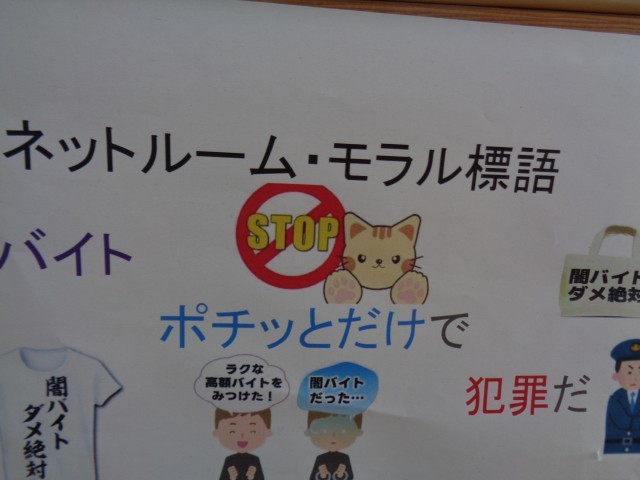 ネットルーム・モラル標語
バイト
STOP
ポチッとだけで
犯罪だ
闇バイト
ダメ絶対
ラクな
高額バイトを
みつけた！
闇バイト
だった…
闇バイト
ダメ絶対